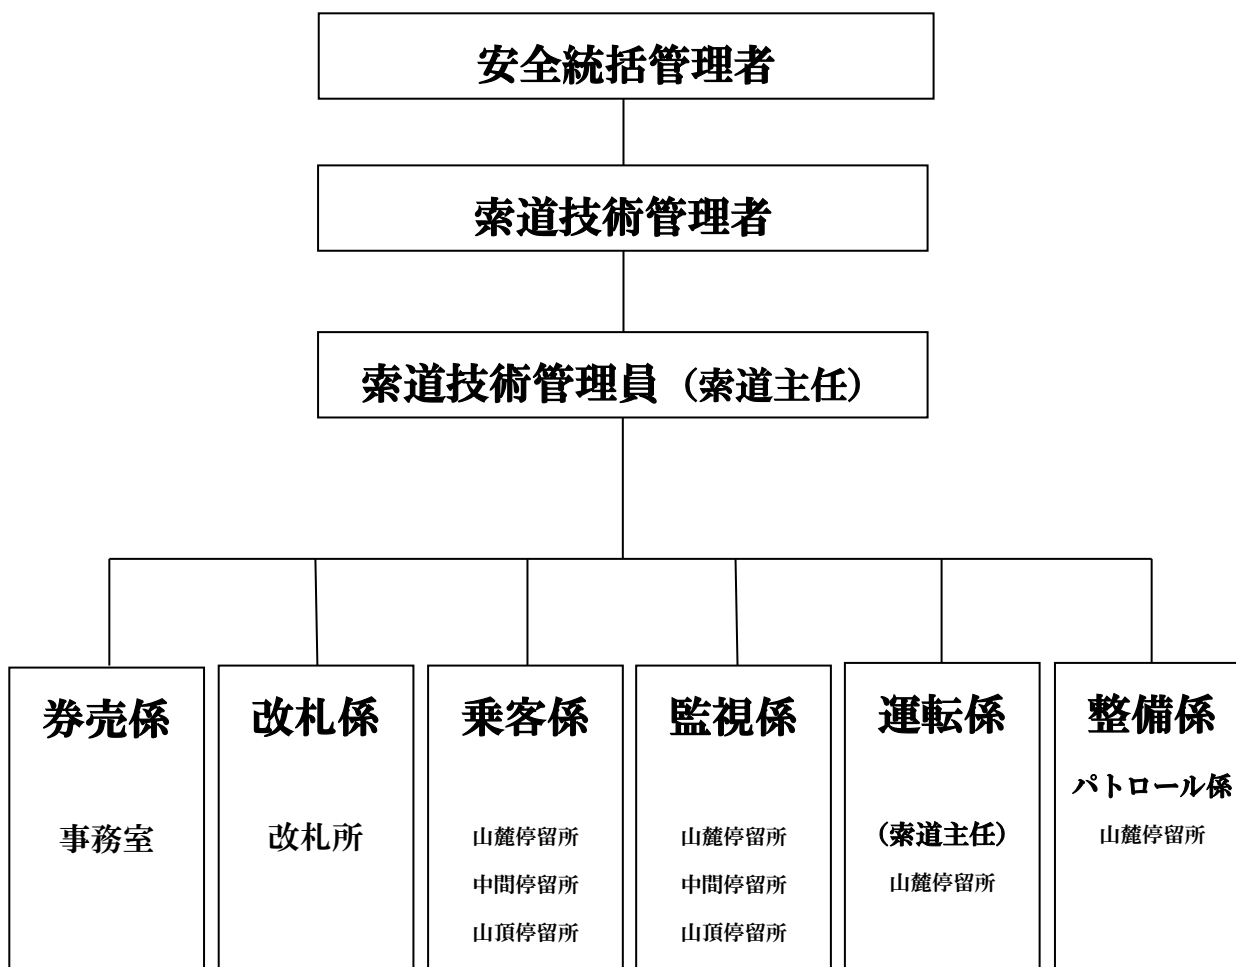 安全統括管理者
索道技術管理者
索道技術管理員（索道主任）
券売係
事務室
改札係
改札所
乗客係
山麓停留所
中間停留所
山頂停留所
監視係
山麓停留所
中間停留所
山頂停留所
運転係
（索道主任）
山麓停留所
整備係
パトロール係
山麓停留所